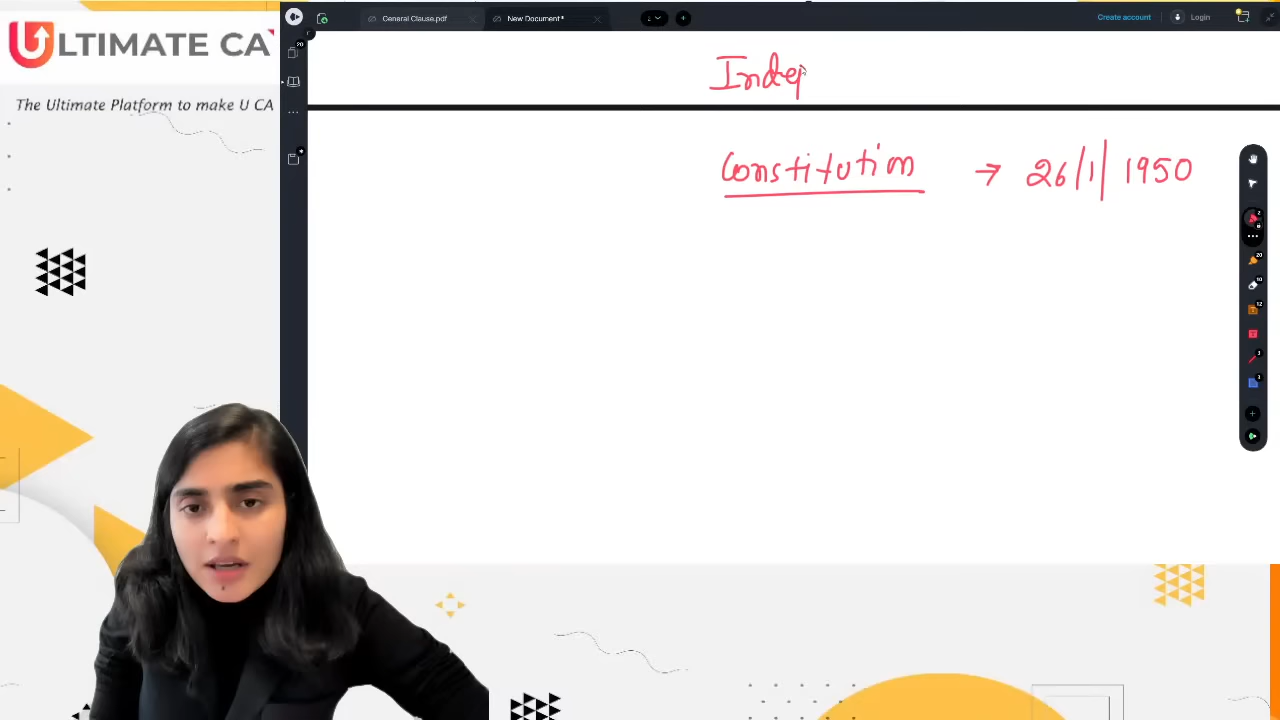 ULTIMATE CA
The Ultimate Platform to make U CA
General Clause.pdf
New Document*
Create account
Login
Indep
Constitution → 26/1/1950